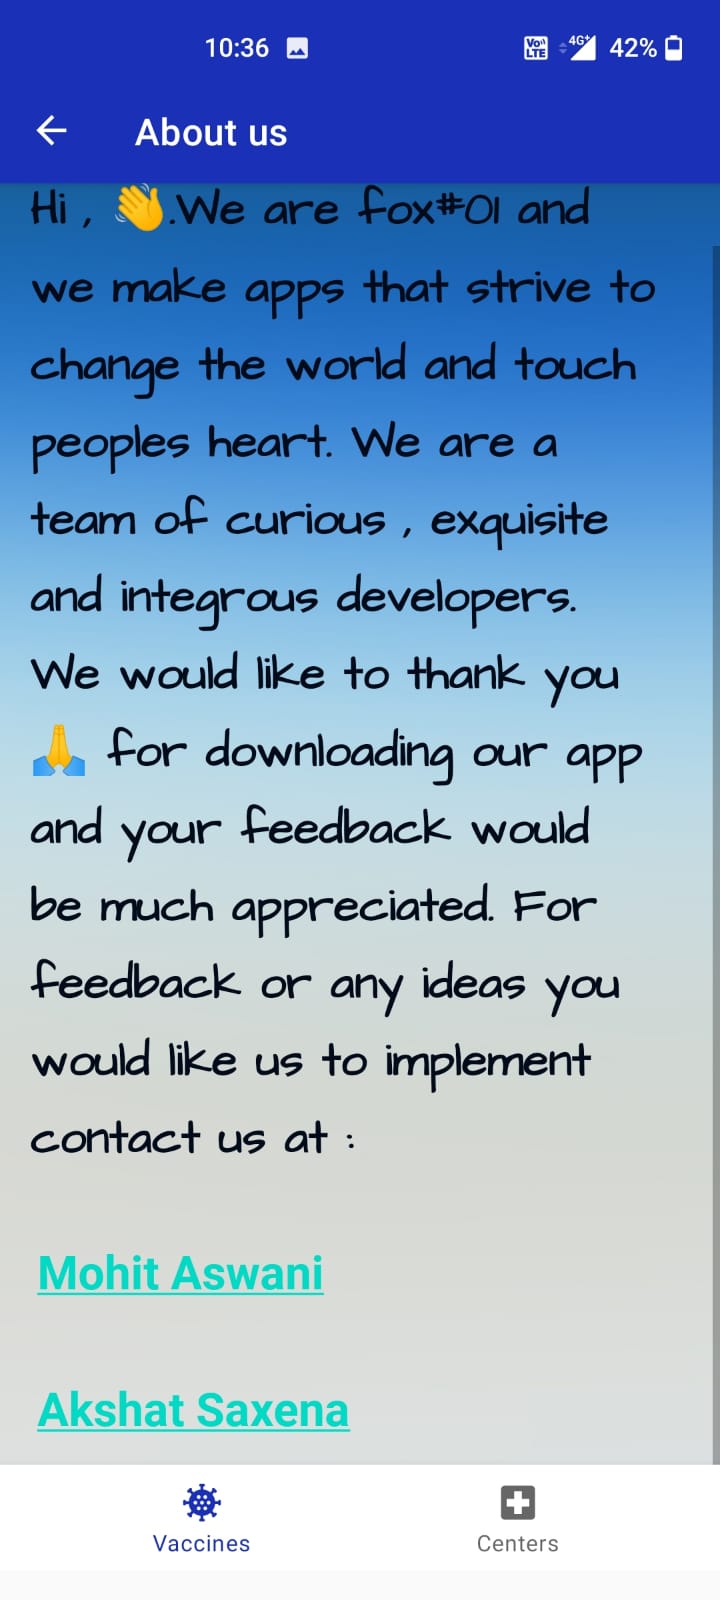 10:36 Vo)) LTE 4G+ 42%
About us
Hi , 👋.We are fox#01 and
we make apps that strive to
change the world and touch
peoples heart. We are a
team of curious , exquisite
and integrous developers.
We would like to thank you
🙏 for downloading our app
and your feedback would
be much appreciated. For
feedback or any ideas you
would like us to implement
contact us at :
Mohit Aswani
Akshat Saxena
Vaccines Centers